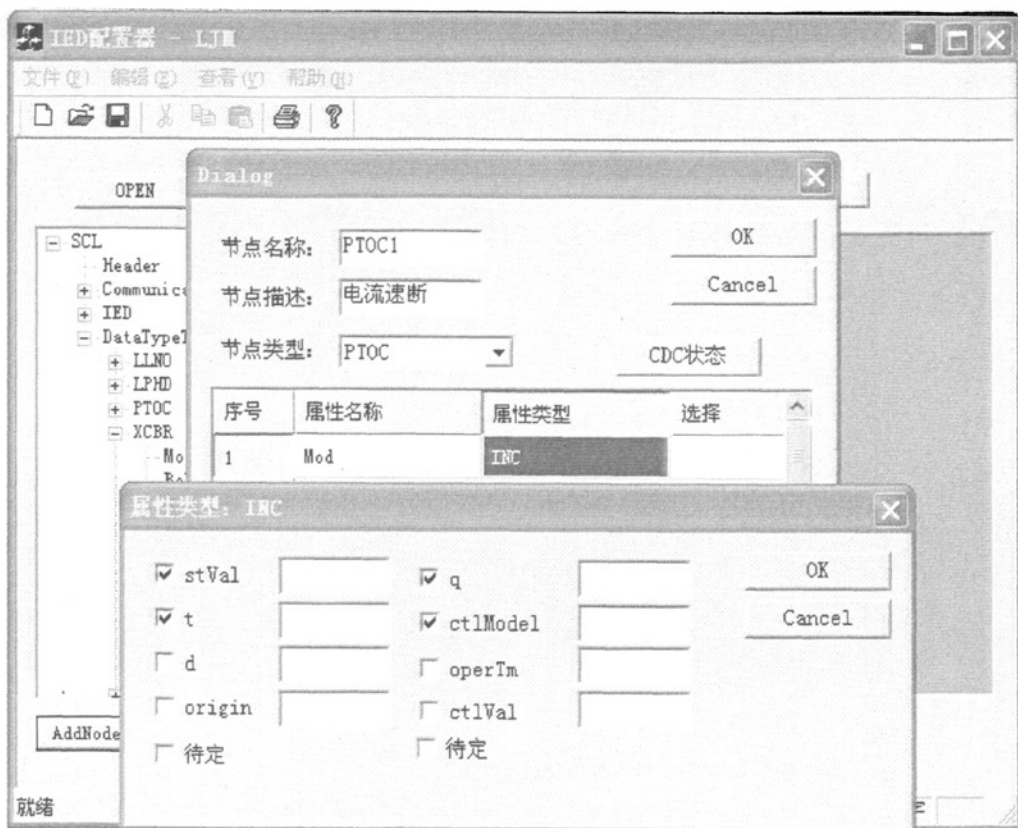 IED配置器 - LJM
文件(F) 编辑(E) 查看(V) 帮助(H)
OPEN
SCL
Header
Communica
IED
DataTypeT
LLNO
LPHD
PTOC
XCBR
Mo
AddNode
就绪
Dialog
节点名称: PTOC1
节点描述: 电流速断
节点类型: PTOC
OK
Cancel
CDC状态
序号 属性名称 属性类型 选择
1 Mod INC
属性类型: INC
stVal q
t ctlModel
d operTm
origin ctlVal
待定 待定
OK
Cancel